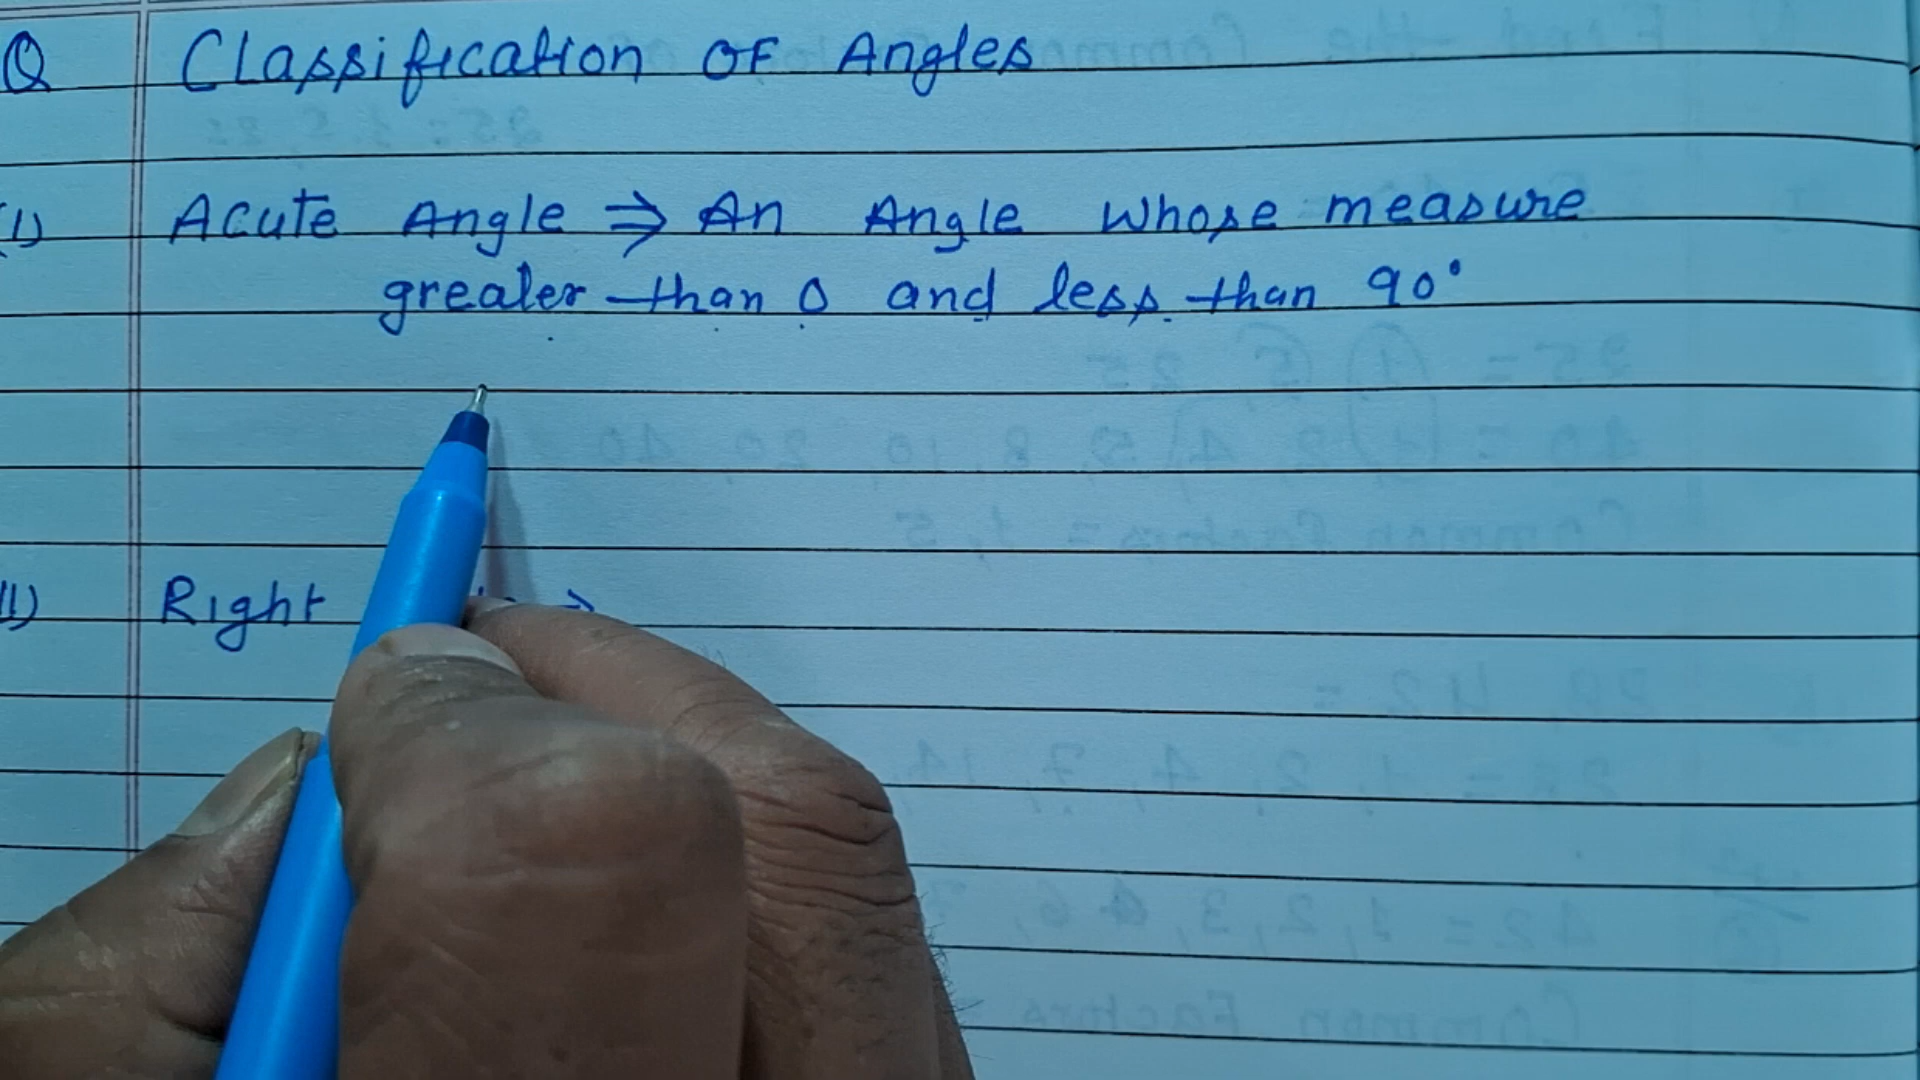 Q Classification OF Angles
(I) Acute Angle ⇒ An Angle whose measure
greater than 0 and less than 90°
(II) Right →